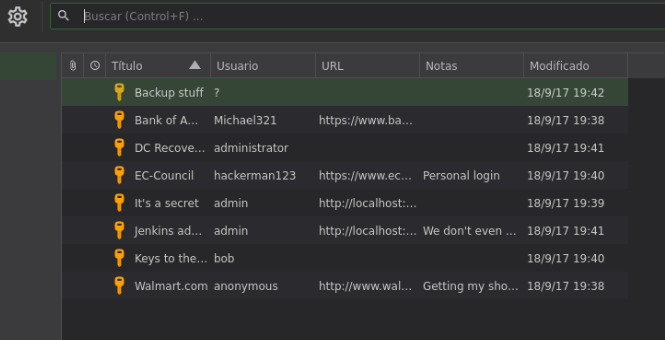 Buscar (Control+F) ...
Título Usuario URL Notas Modificado
Backup stuff ? 18/9/17 19:42
Bank of A... Michael321 https://www.ba... 18/9/17 19:38
DC Recove... administrator 18/9/17 19:41
EC-Council hackerman123 https://www.ec... Personal login 18/9/17 19:40
It's a secret admin http://localhost:... 18/9/17 19:39
Jenkins ad... admin http://localhost:... We don't even ... 18/9/17 19:41
Keys to the... bob 18/9/17 19:40
Walmart.com anonymous http://www.wal... Getting my sho... 18/9/17 19:38